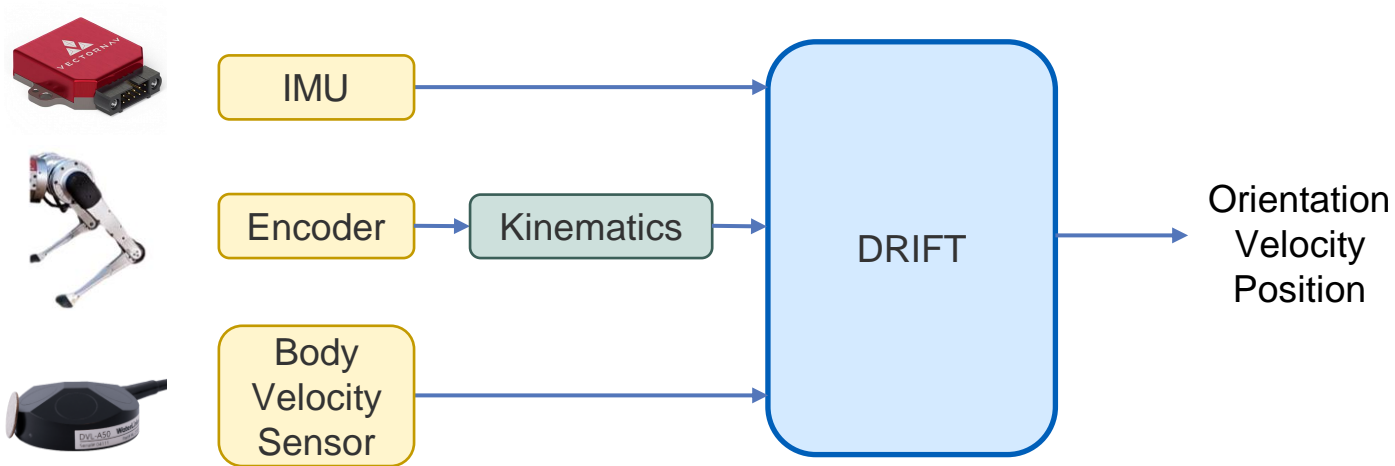 VECTORNAV
IMU
Encoder
Kinematics
DRIFT
Orientation
Velocity
Position
Body
Velocity
Sensor
DVL-A50